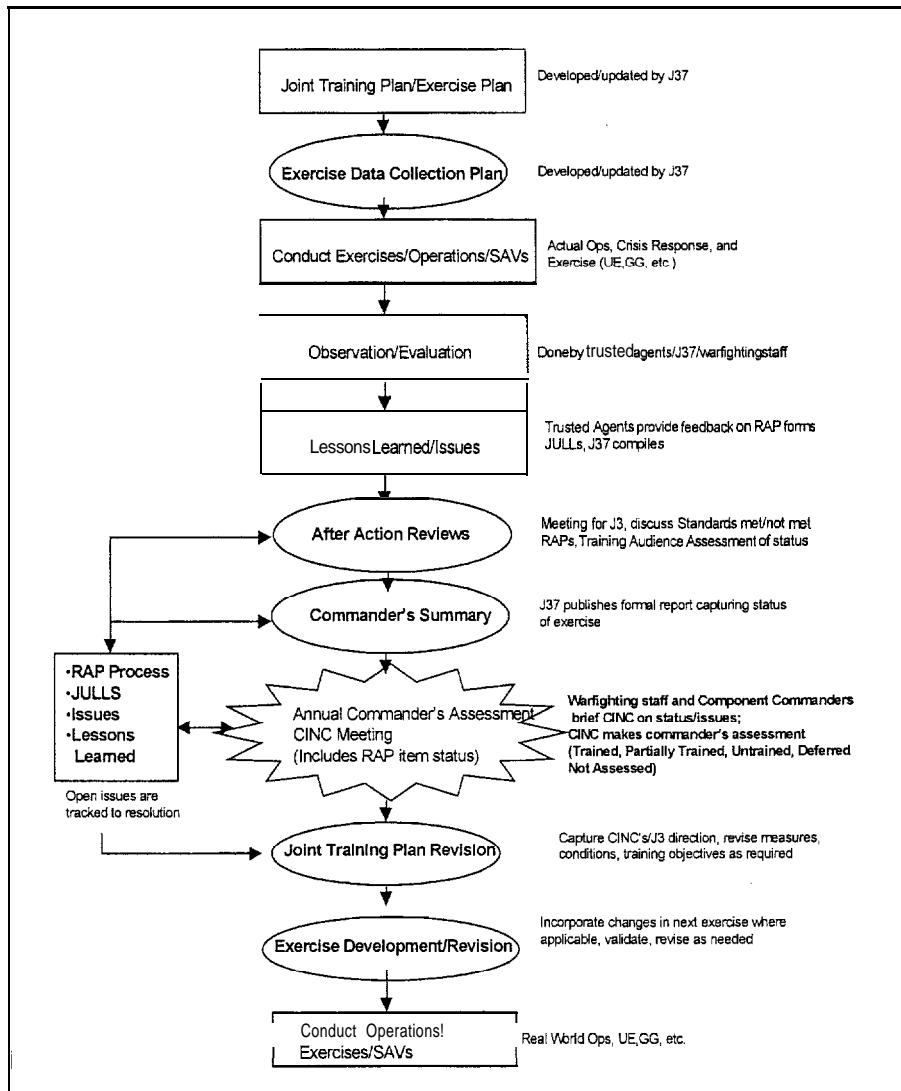 Joint Training Plan/Exercise Plan
Developed/updated by J37
Exercise Data Collection Plan
Developed/updated by J37
Conduct Exercises/Operations/SAVs
Actual Ops, Crisis Response, and
Exercise (UE,GG, etc.)
Observation/Evaluation
Doneby trustedagents/J37/warfightingstaff
LessonsLearned/Issues
Trusted Agents provide feedback on RAP forms
JULLs, J37 compiles
After Action Reviews
Meeting for J3, discuss Standards met/not met
RAPs, Training Audience Assessment of status
Commander's Summary
J37 publishes formal report capturing status
of exercise
•RAP Process
•JULLS
•Issues
•Lessons
Learned
Open issues are
tracked to resolution
Annual Commander's Assessment
CINC Meeting
(Includes RAP item status)
Warfighting staff and Component Commanders
brief CINC on status/issues;
CINC makes commander's assessment
(Trained, Partially Trained, Untrained, Deferred
Not Assessed)
Joint Training Plan Revision
Capture CINC's/J3 direction, revise measures,
conditions, training objectives as required
Exercise Development/Revision
Incorporate changes in next exercise where
applicable, validate, revise as needed
Conduct Operations!
Exercises/SAVs
Real World Ops, UE,GG, etc.